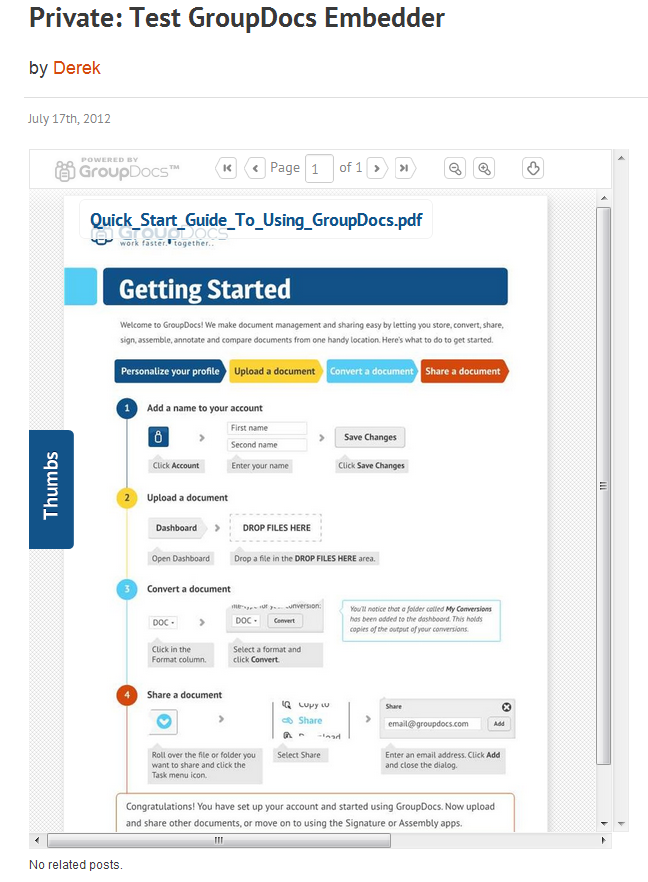 Private: Test GroupDocs Embedder
by Derek
July 17th, 2012
POWERED BY
GroupDocs™
Page 1 of 1
Quick_Start_Guide_To_Using_GroupDocs.pdf
GroupDocs
work faster. together.
Getting Started
Welcome to GroupDocs! We make document management and sharing easy by letting you store, convert, share,
sign, assemble, annotate and compare documents from one handy location. Here's what to do to get started.
Personalize your profile Upload a document Convert a document Share a document
1 Add a name to your account
First name
Second name
Save Changes
Click Account Enter your name Click Save Changes
Thumbs
2 Upload a document
Dashboard DROP FILES HERE
Open Dashboard Drop a file in the DROP FILES HERE area.
3 Convert a document
DOC DOC Convert
You'll notice that a folder called My Conversions
has been added to the dashboard. This holds
copies of the output of your conversions.
Click in the
Format column.
Select a format and
click Convert.
4 Share a document
Copy to
Share
Download
Share
email@groupdocs.com Add
Roll over the file or folder you
want to share and click the
Task menu icon.
Select Share
Enter an email address. Click Add
and close the dialog.
Congratulations! You have set up your account and started using GroupDocs. Now upload
and share other documents, or move on to using the Signature or Assembly apps.
No related posts.